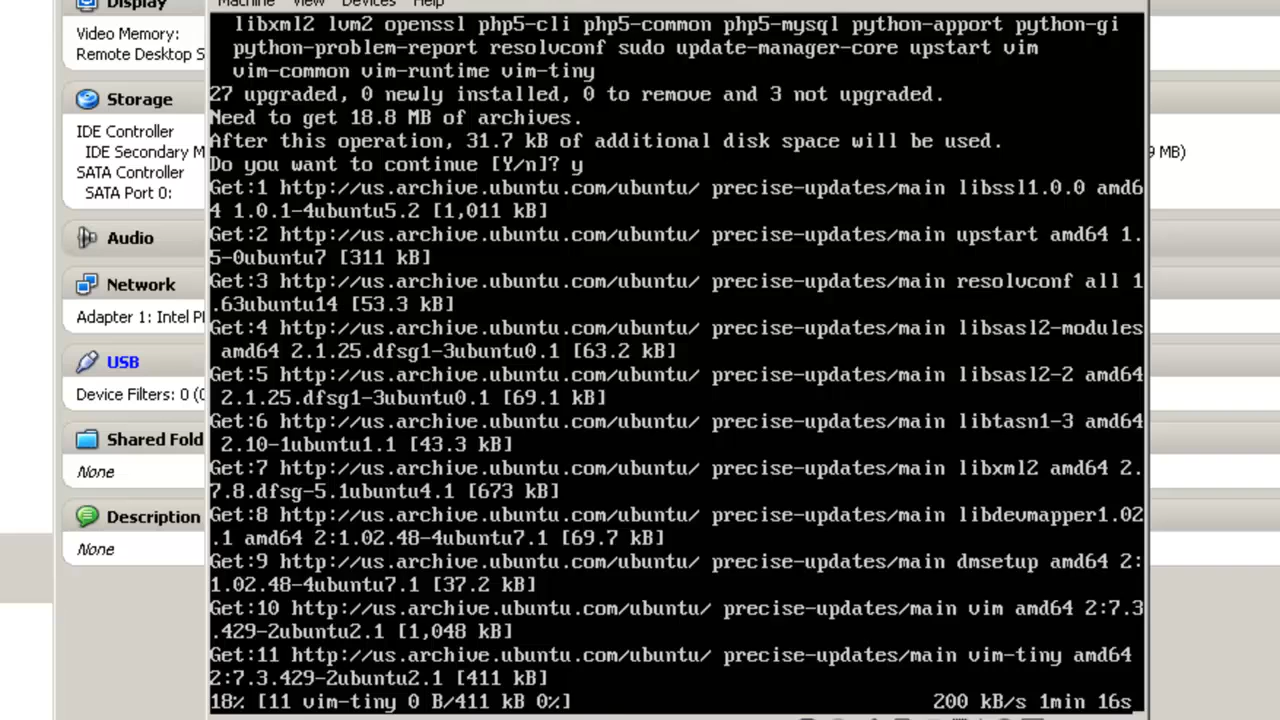 Display
Machine View Devices Help
Video Memory:
Remote Desktop S
Storage
IDE Controller
IDE Secondary M
SATA Controller
SATA Port 0:
Audio
Network
Adapter 1: Intel P
USB
Device Filters: 0 (
Shared Fold
None
Description
None
libxml2 lvm2 openssl php5-cli php5-common php5-mysql python-apport python-gi
python-problem-report resolvconf sudo update-manager-core upstart vim
vim-common vim-runtime vim-tiny
27 upgraded, 0 newly installed, 0 to remove and 3 not upgraded.
Need to get 18.8 MB of archives.
After this operation, 31.7 kB of additional disk space will be used.
Do you want to continue [Y/n]? y
Get:1 http://us.archive.ubuntu.com/ubuntu/ precise-updates/main libssl1.0.0 amd6
4 1.0.1-4ubuntu5.2 [1,011 kB]
Get:2 http://us.archive.ubuntu.com/ubuntu/ precise-updates/main upstart amd64 1.
5-0ubuntu7 [311 kB]
Get:3 http://us.archive.ubuntu.com/ubuntu/ precise-updates/main resolvconf all 1
.63ubuntu14 [53.3 kB]
Get:4 http://us.archive.ubuntu.com/ubuntu/ precise-updates/main libsasl2-modules
amd64 2.1.25.dfsg1-3ubuntu0.1 [63.2 kB]
Get:5 http://us.archive.ubuntu.com/ubuntu/ precise-updates/main libsasl2-2 amd64
2.1.25.dfsg1-3ubuntu0.1 [69.1 kB]
Get:6 http://us.archive.ubuntu.com/ubuntu/ precise-updates/main libtasn1-3 amd64
2.10-1ubuntu1.1 [43.3 kB]
Get:7 http://us.archive.ubuntu.com/ubuntu/ precise-updates/main libxml2 amd64 2.
7.8.dfsg-5.1ubuntu4.1 [673 kB]
Get:8 http://us.archive.ubuntu.com/ubuntu/ precise-updates/main libdevmapper1.02
.1 amd64 2:1.02.48-4ubuntu7.1 [69.7 kB]
Get:9 http://us.archive.ubuntu.com/ubuntu/ precise-updates/main dmsetup amd64 2:
1.02.48-4ubuntu7.1 [37.2 kB]
Get:10 http://us.archive.ubuntu.com/ubuntu/ precise-updates/main vim amd64 2:7.3
.429-2ubuntu2.1 [1,048 kB]
Get:11 http://us.archive.ubuntu.com/ubuntu/ precise-updates/main vim-tiny amd64
2:7.3.429-2ubuntu2.1 [411 kB]
18% [11 vim-tiny 0 B/411 kB 0%] 200 kB/s 1min 16s
9 MB)